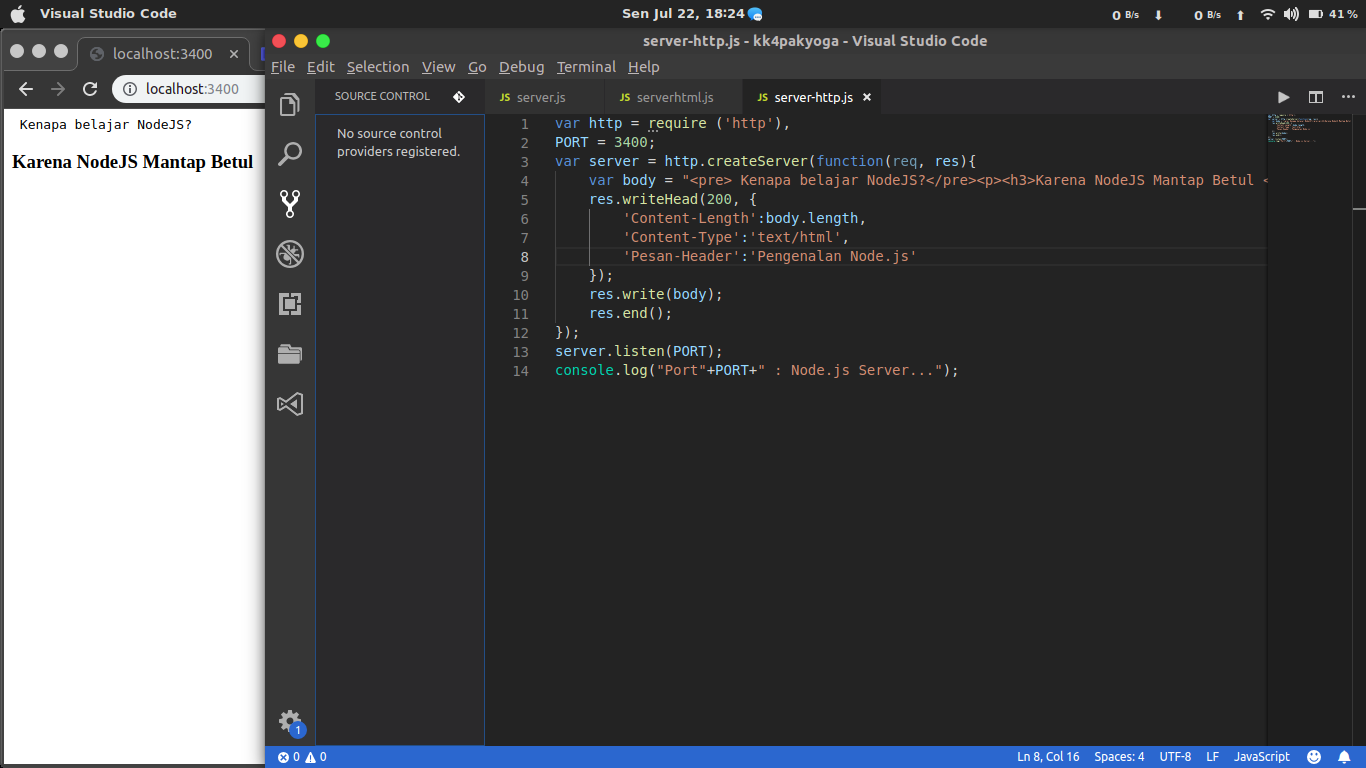 Visual Studio Code
Sen Jul 22, 18:24
0 B/s
0 B/s
41 %
localhost:3400
localhost:3400
Kenapa belajar NodeJS?
Karena NodeJS Mantap Betul
server-http.js - kk4pakyoga - Visual Studio Code
File Edit Selection View Go Debug Terminal Help
SOURCE CONTROL
No source control
providers registered.
JS server.js
JS serverhtml.js
JS server-http.js
1 var http = require ('http'),
2 PORT = 3400;
3 var server = http.createServer(function(req, res){
4 var body = "<pre> Kenapa belajar NodeJS?</pre><p><h3>Karena NodeJS Mantap Betul <
5 res.writeHead(200, {
6 'Content-Length':body.length,
7 'Content-Type':'text/html',
8 'Pesan-Header':'Pengenalan Node.js'
9 });
10 res.write(body);
11 res.end();
12 });
13 server.listen(PORT);
14 console.log("Port"+PORT+" : Node.js Server...");
1
0 0
Ln 8, Col 16 Spaces: 4 UTF-8 LF JavaScript